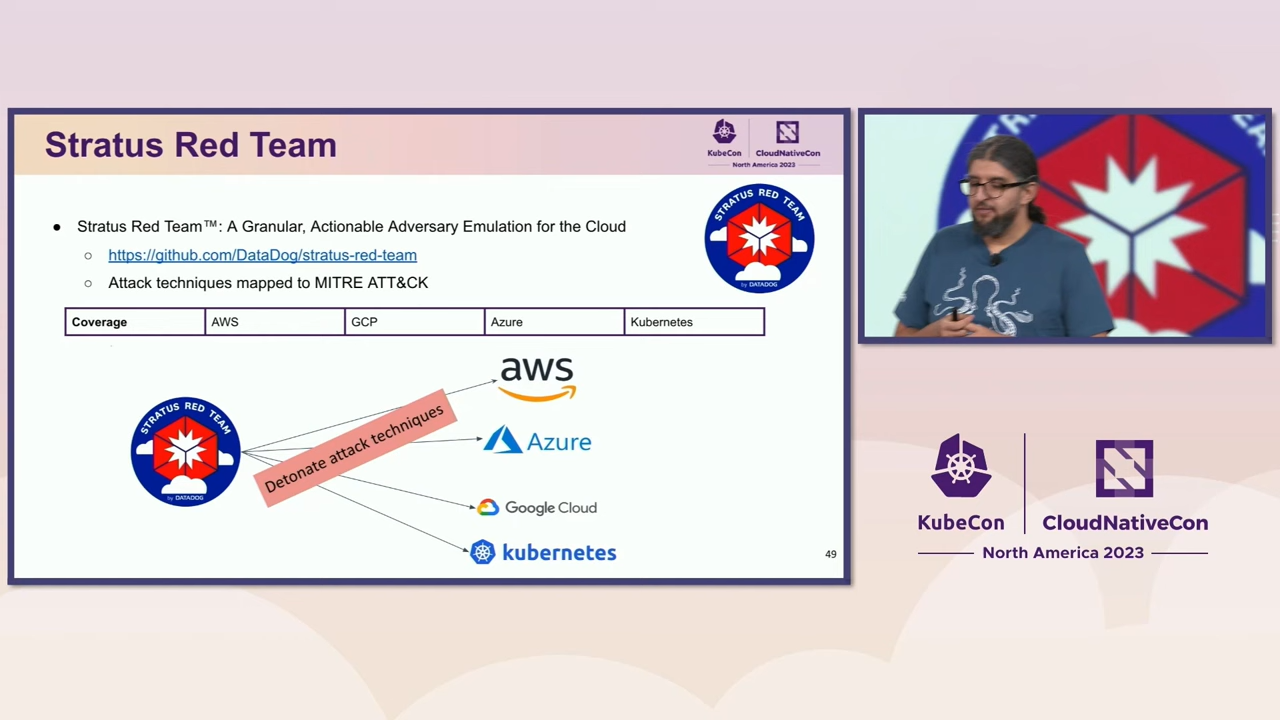 Stratus Red Team
KubeCon
CloudNativeCon
North America 2023
● Stratus Red Team™: A Granular, Actionable Adversary Emulation for the Cloud
○ https://github.com/DataDog/stratus-red-team
○ Attack techniques mapped to MITRE ATT&CK
STRATUS RED TEAM
by DATADOG
Coverage AWS GCP Azure Kubernetes
STRATUS RED TEAM
by DATADOG
Detonate attack techniques
aws
Azure
Google Cloud
kubernetes
49
KubeCon
CloudNativeCon
North America 2023